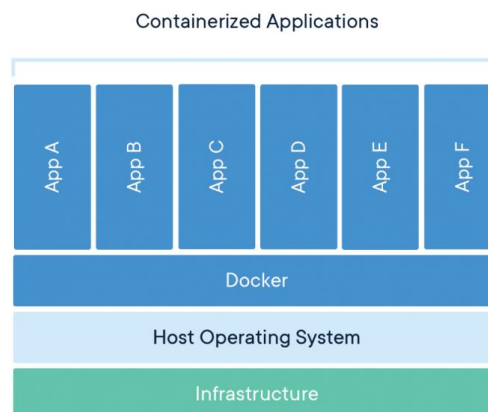 Containerized Applications
App A
App B
App C
App D
App E
App F
Docker
Host Operating System
Infrastructure